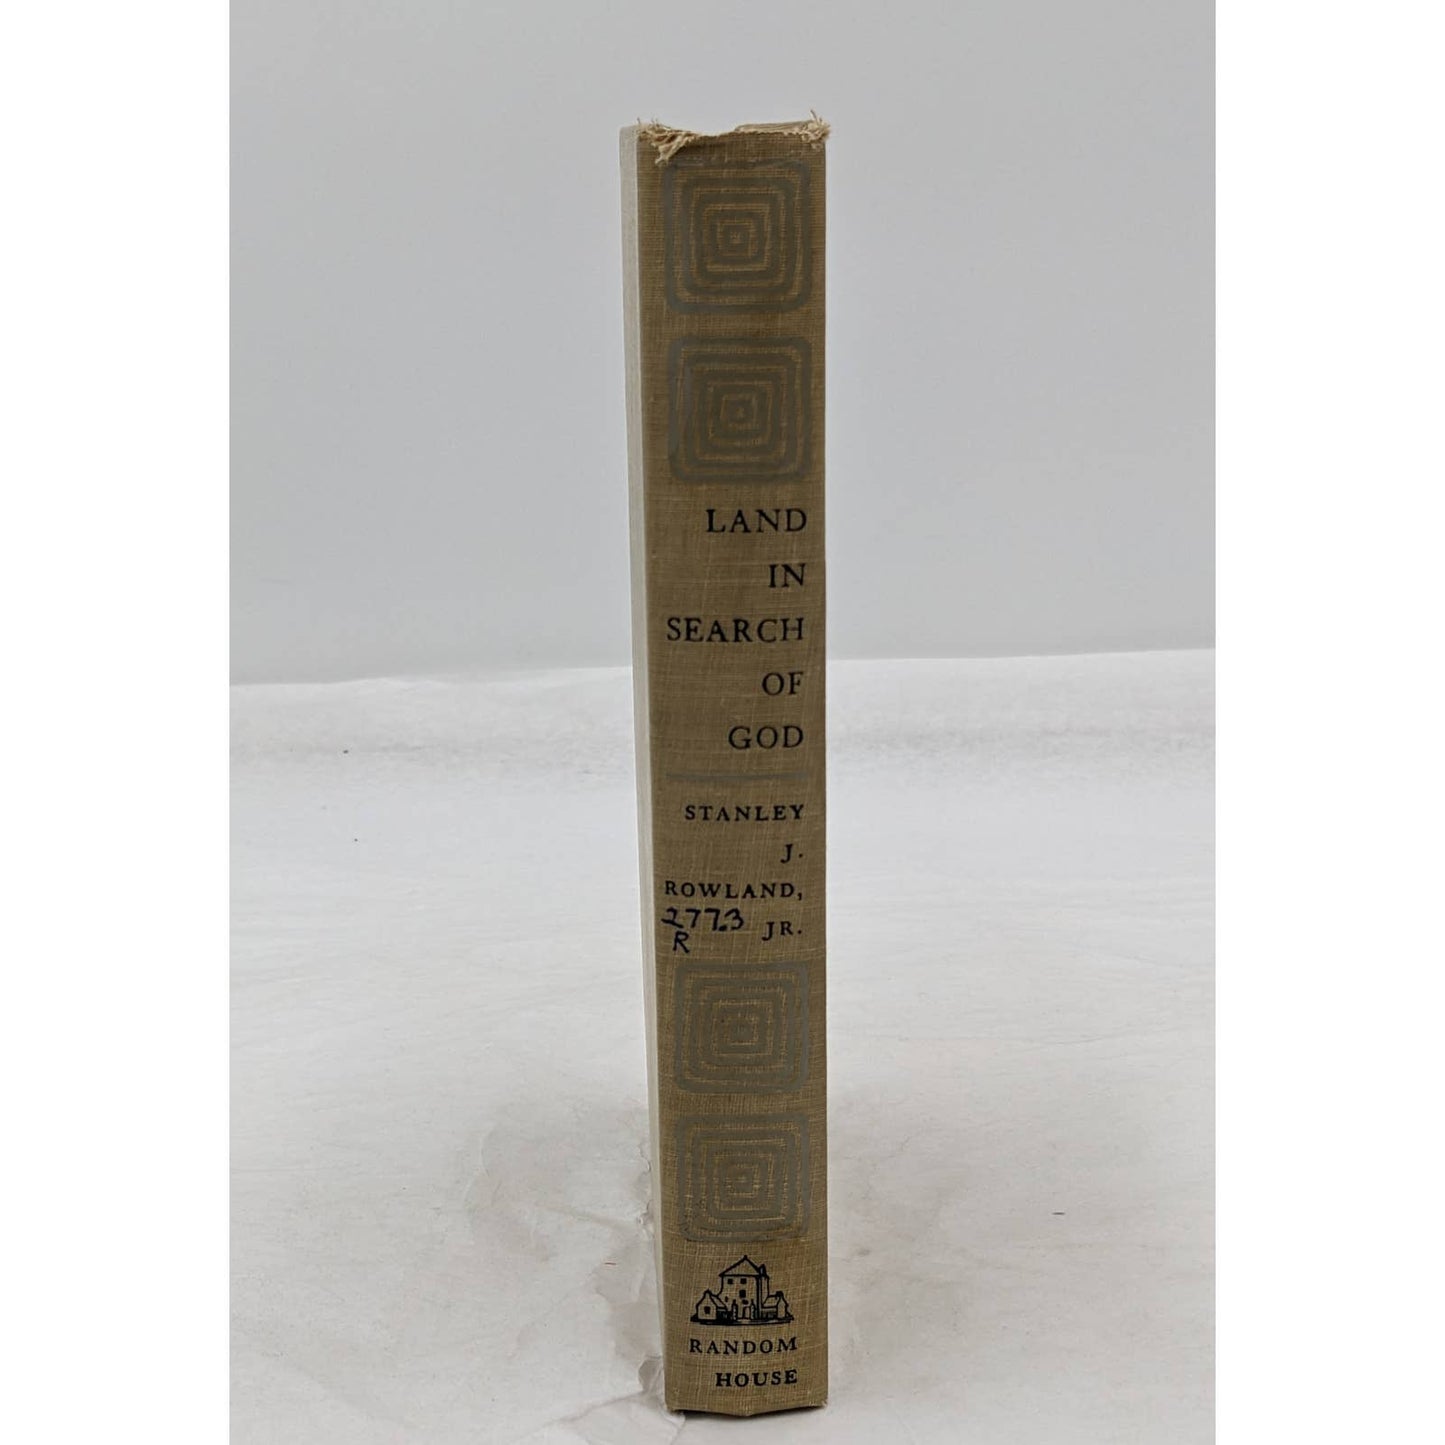 LAND
IN
SEARCH
OF
GOD
STANLEY
J.
ROWLAND,
277.3 JR.
R
RANDOM
HOUSE